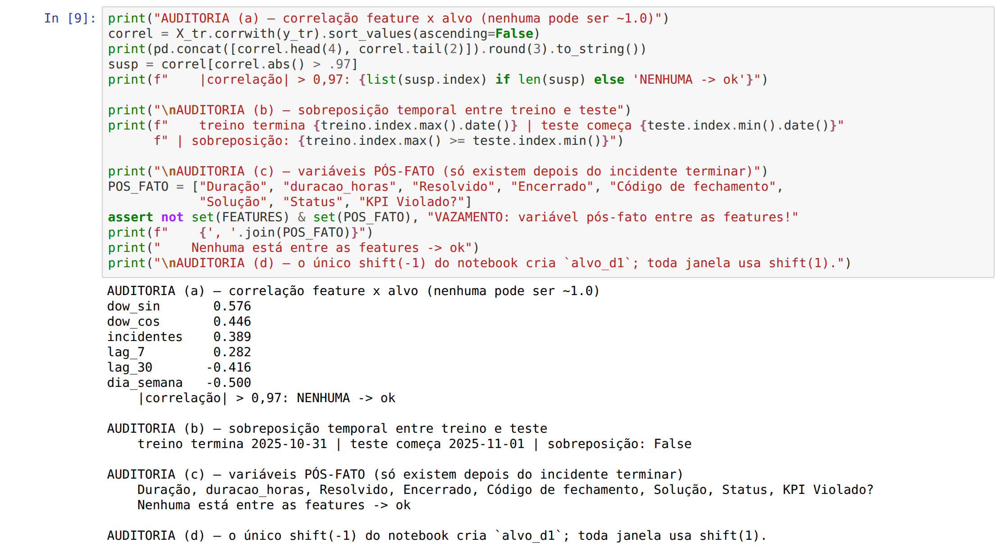 In [9]: print("AUDITORIA (a) — correlação feature x alvo (nenhuma pode ser ~1.0)")
correl = X_tr.corrwith(y_tr).sort_values(ascending=False)
print(pd.concat([correl.head(4), correl.tail(2)]).round(3).to_string())
susp = correl[correl.abs() > .97]
print(f"    |correlação| > 0,97: {list(susp.index) if len(susp) else 'NENHUMA -> ok'}")

print("\nAUDITORIA (b) — sobreposição temporal entre treino e teste")
print(f"    treino termina {treino.index.max().date()} | teste começa {teste.index.min().date()}"
      f" | sobreposição: {treino.index.max() >= teste.index.min()}")

print("\nAUDITORIA (c) — variáveis PÓS-FATO (só existem depois do incidente terminar)")
POS_FATO = ["Duração", "duracao_horas", "Resolvido", "Encerrado", "Código de fechamento",
            "Solução", "Status", "KPI Violado?"]
assert not set(FEATURES) & set(POS_FATO), "VAZAMENTO: variável pós-fato entre as features!"
print(f"    {', '.join(POS_FATO)}")
print("    Nenhuma está entre as features -> ok")
print("\nAUDITORIA (d) — o único shift(-1) do notebook cria `alvo_d1`; toda janela usa shift(1).")

AUDITORIA (a) — correlação feature x alvo (nenhuma pode ser ~1.0)
dow_sin       0.576
dow_cos       0.446
incidentes    0.389
lag_7         0.282
lag_30       -0.416
dia_semana   -0.500
    |correlação| > 0,97: NENHUMA -> ok

AUDITORIA (b) — sobreposição temporal entre treino e teste
    treino termina 2025-10-31 | teste começa 2025-11-01 | sobreposição: False

AUDITORIA (c) — variáveis PÓS-FATO (só existem depois do incidente terminar)
    Duração, duracao_horas, Resolvido, Encerrado, Código de fechamento, Solução, Status, KPI Violado?
    Nenhuma está entre as features -> ok

AUDITORIA (d) — o único shift(-1) do notebook cria `alvo_d1`; toda janela usa shift(1).